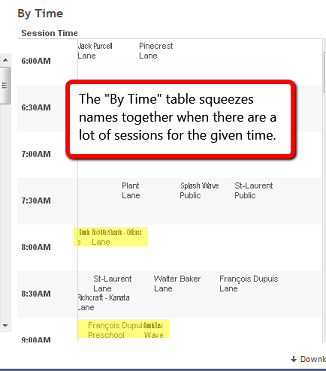 By Time
Session Time
6:00AM
Jack Purcell Pinecrest
Lane Lane
The "By Time" table squeezes
names together when there are a
lot of sessions for the given time.
6:30AM
7:00AM
7:30AM
Plant Splash Wave St-Laurent
Lane Public Public
8:00AM
Lane
8:30AM
St-Laurent Walter Baker François Dupuis
Lane Lane Lane
Richcraft - Kanata
Lane
9:00AM
François Dupuis
Preschool Wave
Downlo